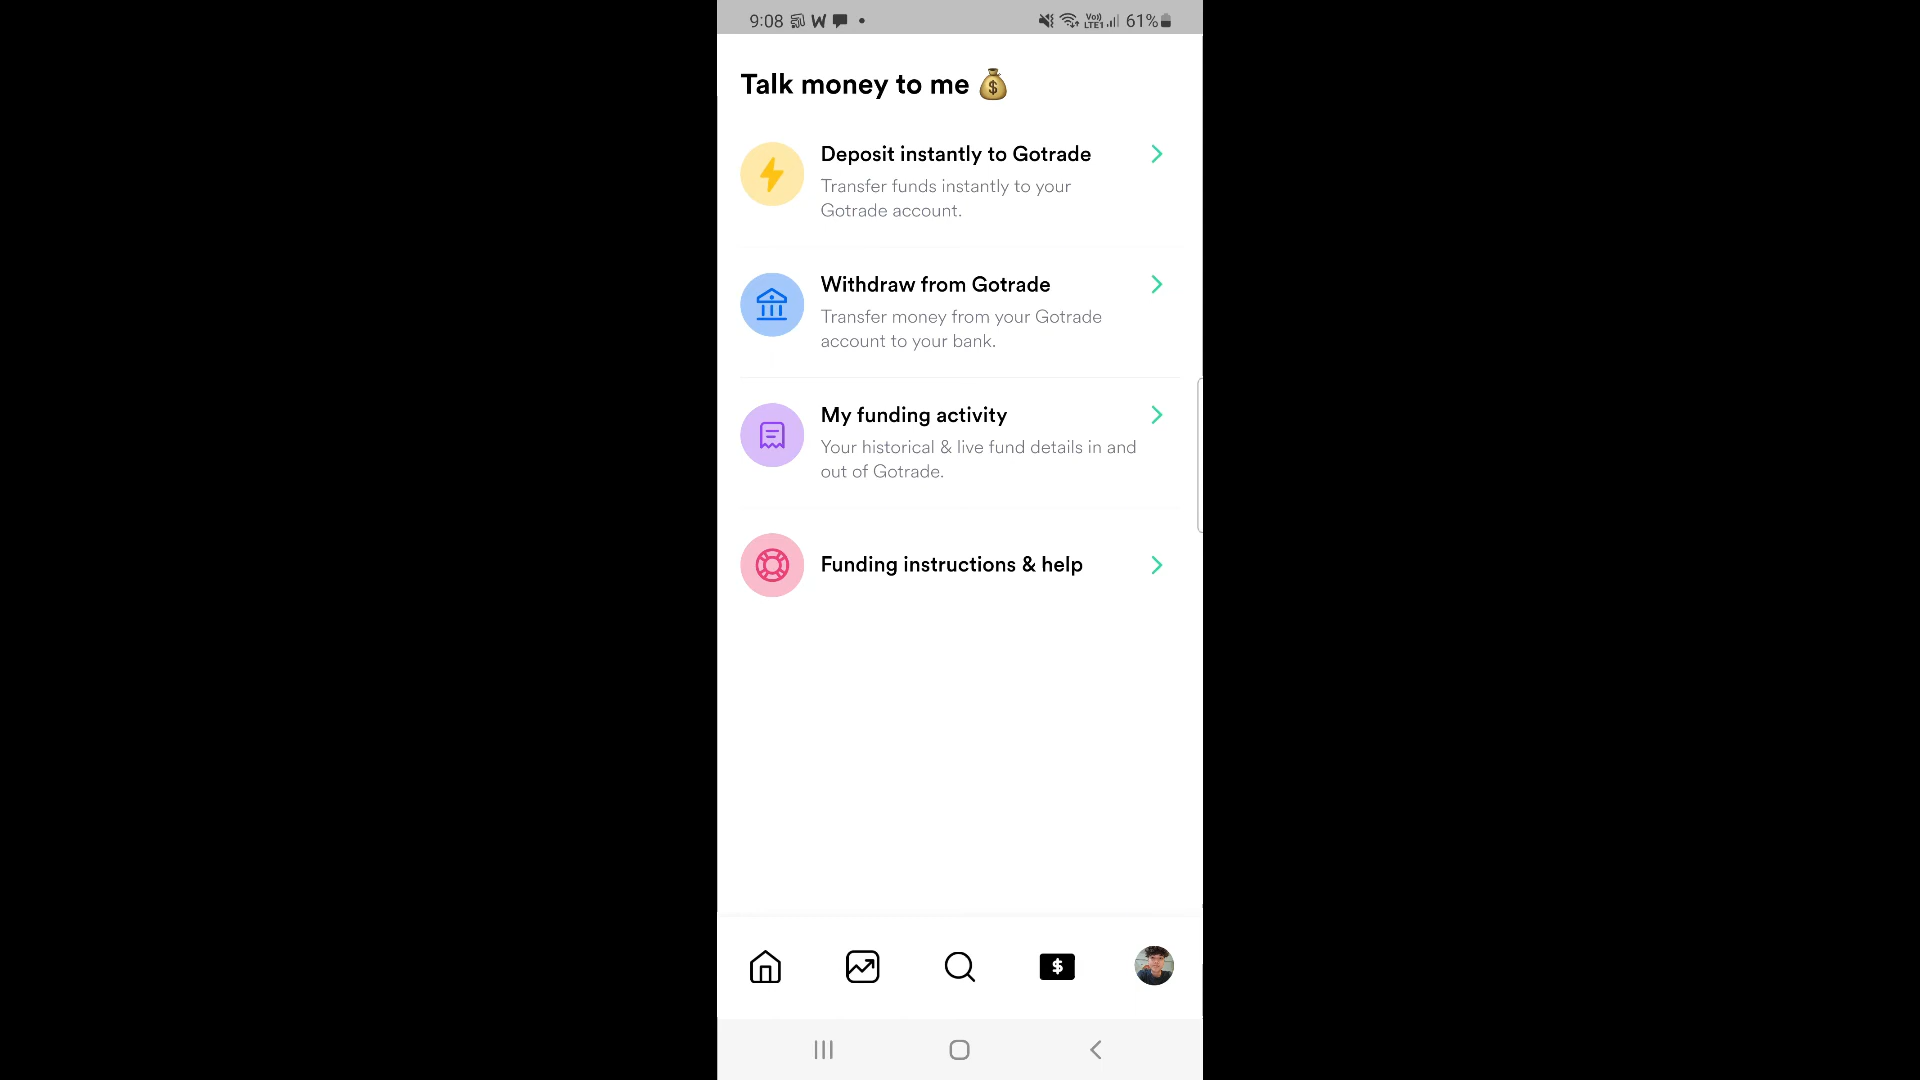 9:08 W VoI) LTE1 61%
Talk money to me
Deposit instantly to Gotrade
Transfer funds instantly to your
Gotrade account.
Withdraw from Gotrade
Transfer money from your Gotrade
account to your bank.
My funding activity
Your historical & live fund details in and
out of Gotrade.
Funding instructions & help